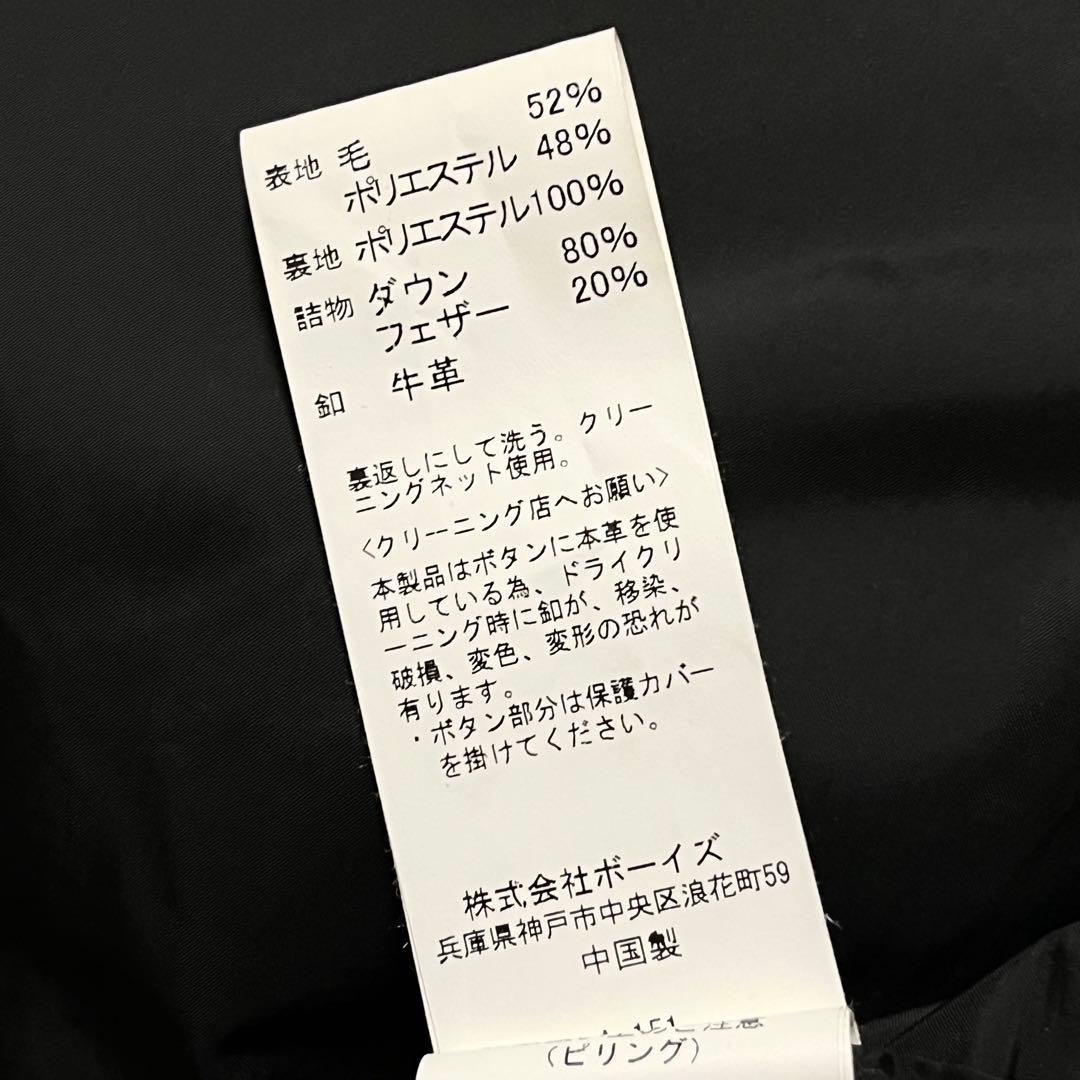 表地 毛 52%
ポリエステル 48%
裏地 ポリエステル100%
詰物 ダウン 80%
フェザー 20%
釦 牛革
裏返しにして洗う。クリー
ニングネット使用。
<クリーニング店へお願い>
本製品はボタンに本革を使
用している為、ドライクリ
ーニング時に釦が、移染、
破損、変色、変形の恐れが
有ります。
・ボタン部分は保護カバー
を掛けてください。
株式会社ボーイズ
兵庫県神戸市中央区浪花町59
中国製
(ピリング)